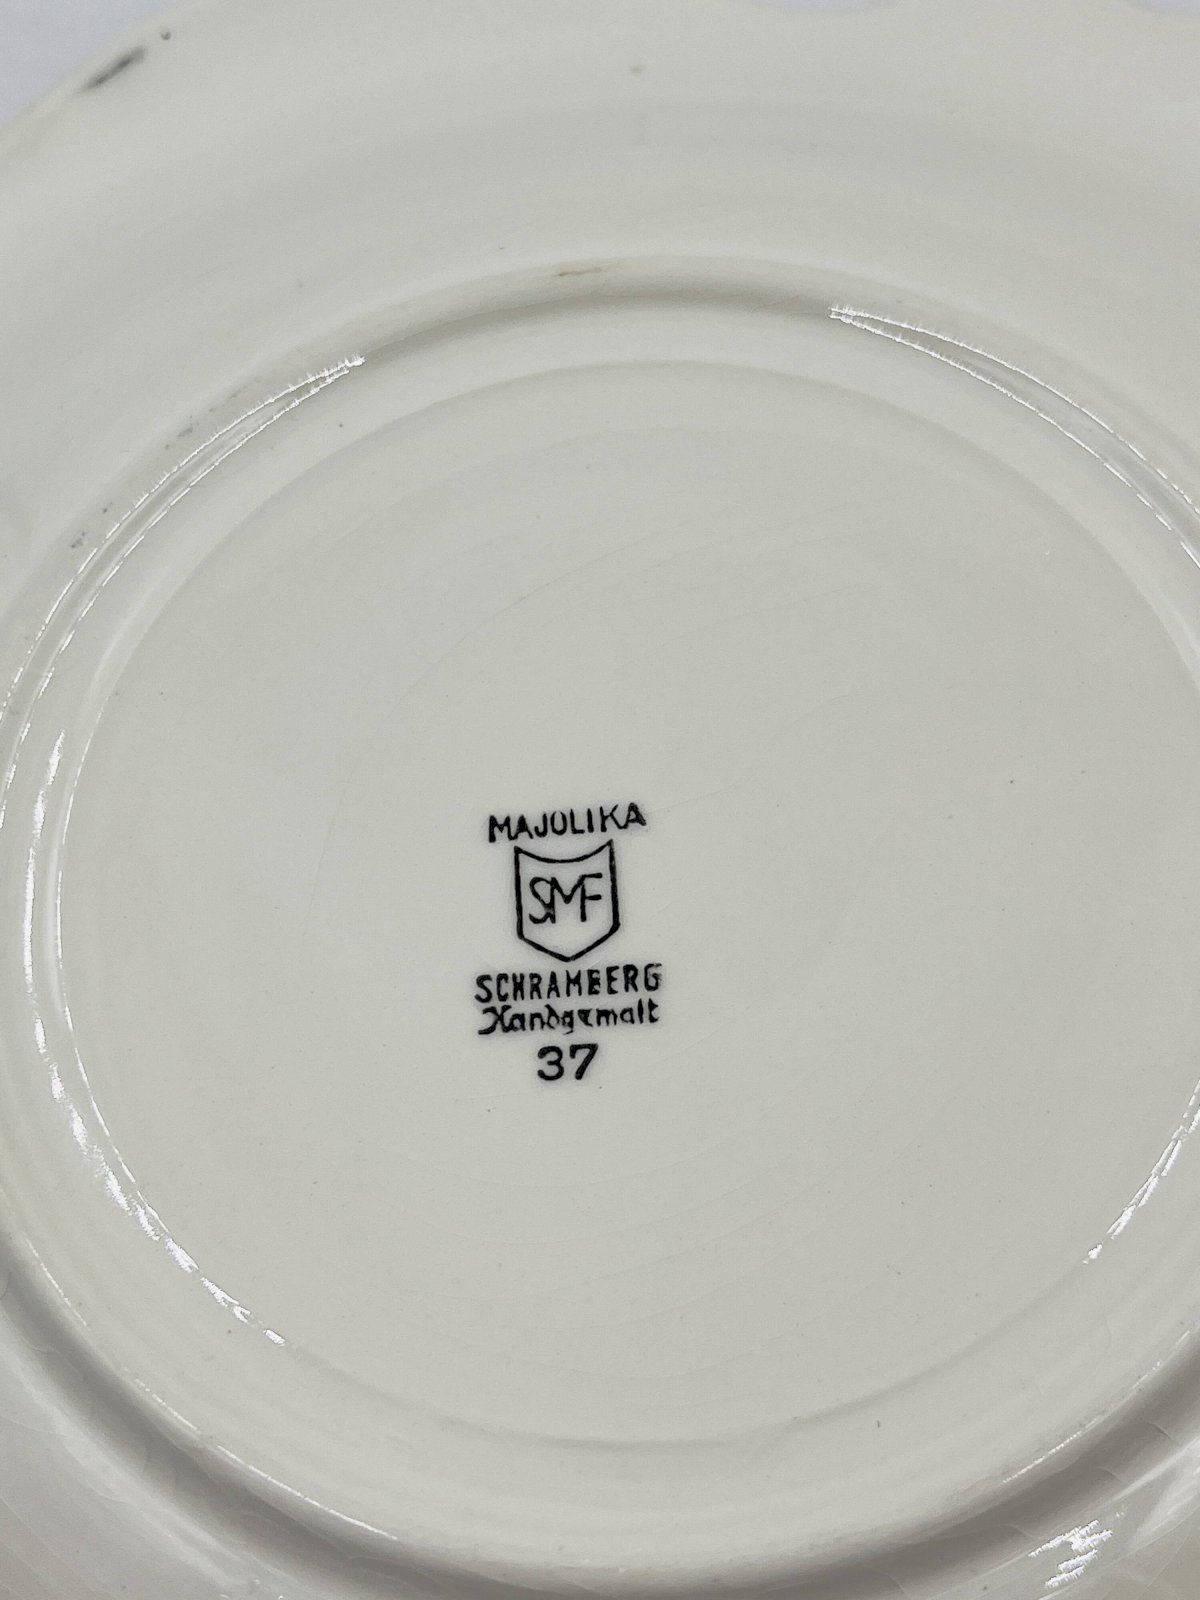 MAJOLIKA
SMF
SCHRAMBERG
Handgemalt
37